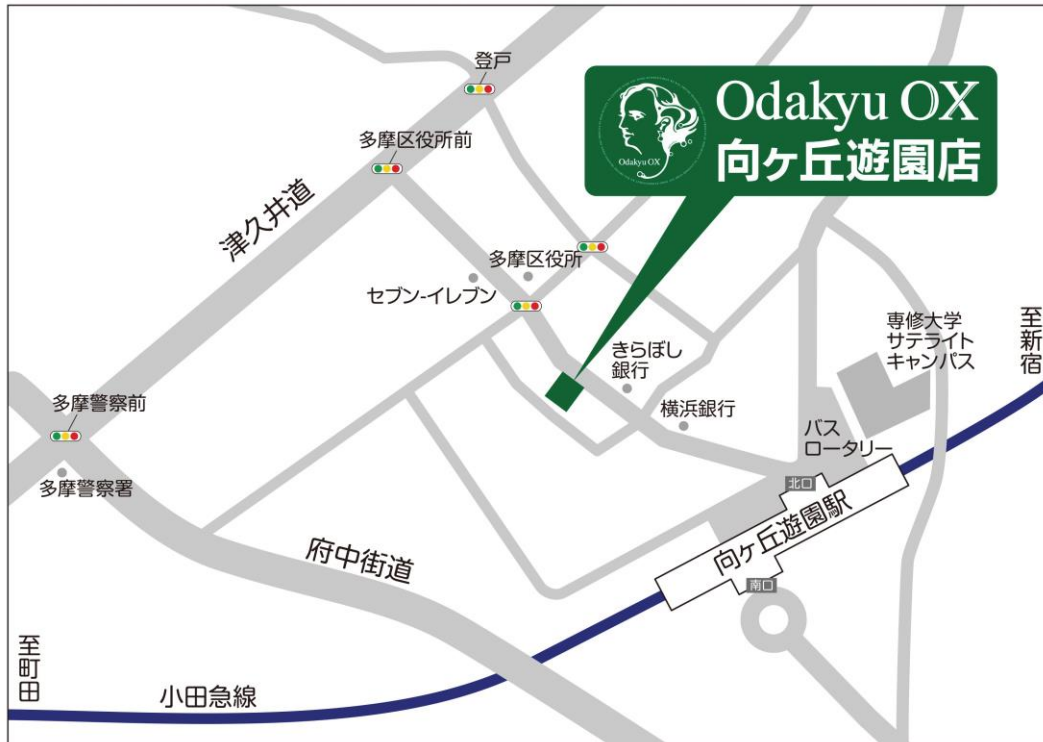 登戸
多摩区役所前
津久井道
Odakyu OX
Odakyu OX
向ヶ丘遊園店
多摩区役所
セブン-イレブン
きらぼし
銀行
横浜銀行
専修大学
サテライト
キャンパス
至新宿
バス
ロータリー
多摩警察前
多摩警察署
北口
向ヶ丘遊園駅
南口
府中街道
至町田
小田急線